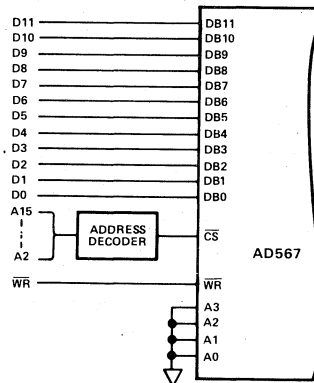 D11 DB11
D10 DB10
D9 DB9
D8 DB8
D7 DB7
D6 DB6
D5 DB5
D4 DB4
D3 DB3
D2 DB2
D1 DB1
D0 DB0
A15
ADDRESS
DECODER
CS
A2
AD567
WR WR
A3
A2
A1
A0